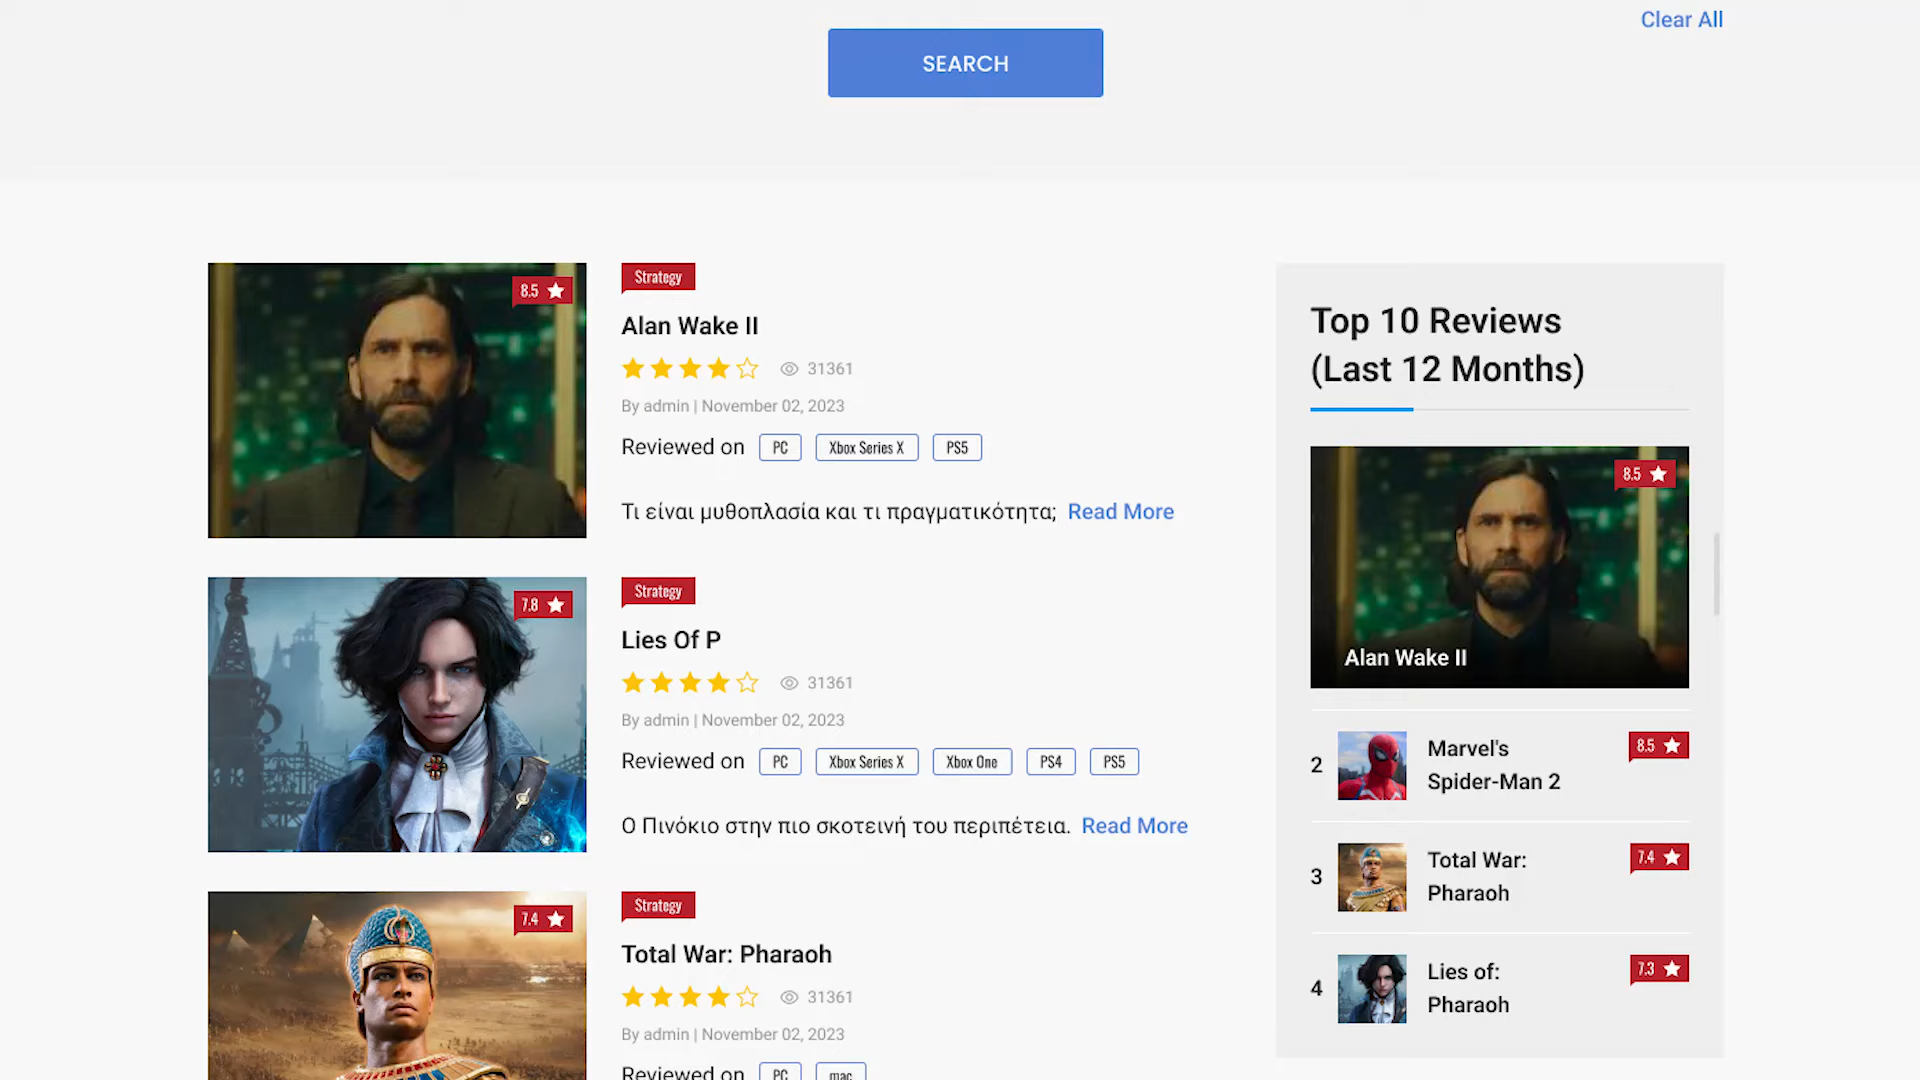 Clear All
SEARCH
8.5
Strategy
Alan Wake II
31361
By admin | November 02, 2023
Reviewed on PC Xbox Series X PS5
Τι είναι μυθοπλασία και τι πραγματικότητα; Read More
7.8
Strategy
Lies Of P
31361
By admin | November 02, 2023
Reviewed on PC Xbox Series X Xbox One PS4 PS5
Ο Πινόκιο στην πιο σκοτεινή του περιπέτεια. Read More
7.4
Strategy
Total War: Pharaoh
31361
By admin | November 02, 2023
Reviewed on PC mac
Top 10 Reviews
(Last 12 Months)
8.5
Alan Wake II
2
Marvel's
Spider-Man 2
8.5
3
Total War:
Pharaoh
7.4
4
Lies of:
Pharaoh
7.3